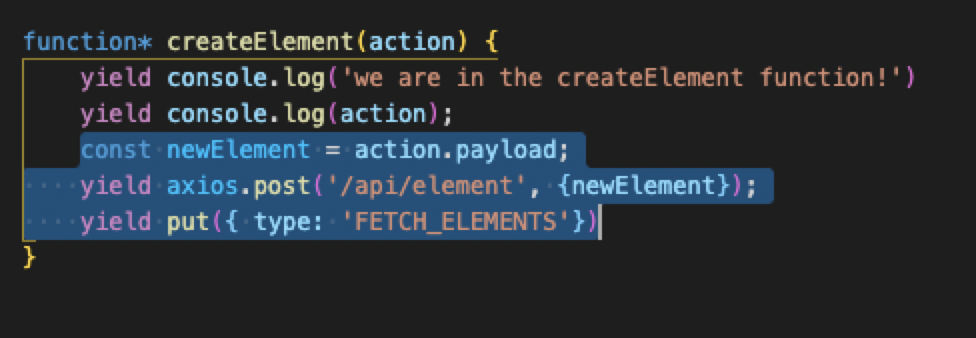 function* createElement(action) {
    yield console.log('we are in the createElement function!')
    yield console.log(action);
    const newElement = action.payload;
    yield axios.post('/api/element', {newElement});
    yield put({ type: 'FETCH_ELEMENTS'})
}